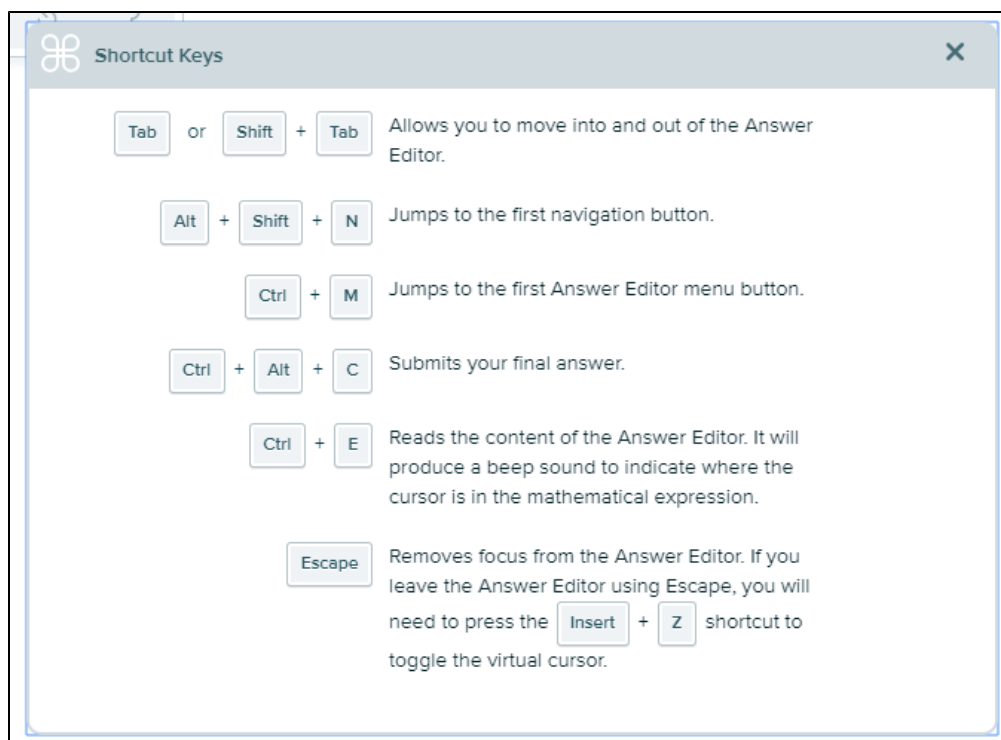 Shortcut Keys
Tab or Shift + Tab Allows you to move into and out of the Answer
Editor.
Alt + Shift + N Jumps to the first navigation button.
Ctrl + M Jumps to the first Answer Editor menu button.
Ctrl + Alt + C Submits your final answer.
Ctrl + E Reads the content of the Answer Editor. It will
produce a beep sound to indicate where the
cursor is in the mathematical expression.
Escape Removes focus from the Answer Editor. If you
leave the Answer Editor using Escape, you will
need to press the Insert + Z shortcut to
toggle the virtual cursor.